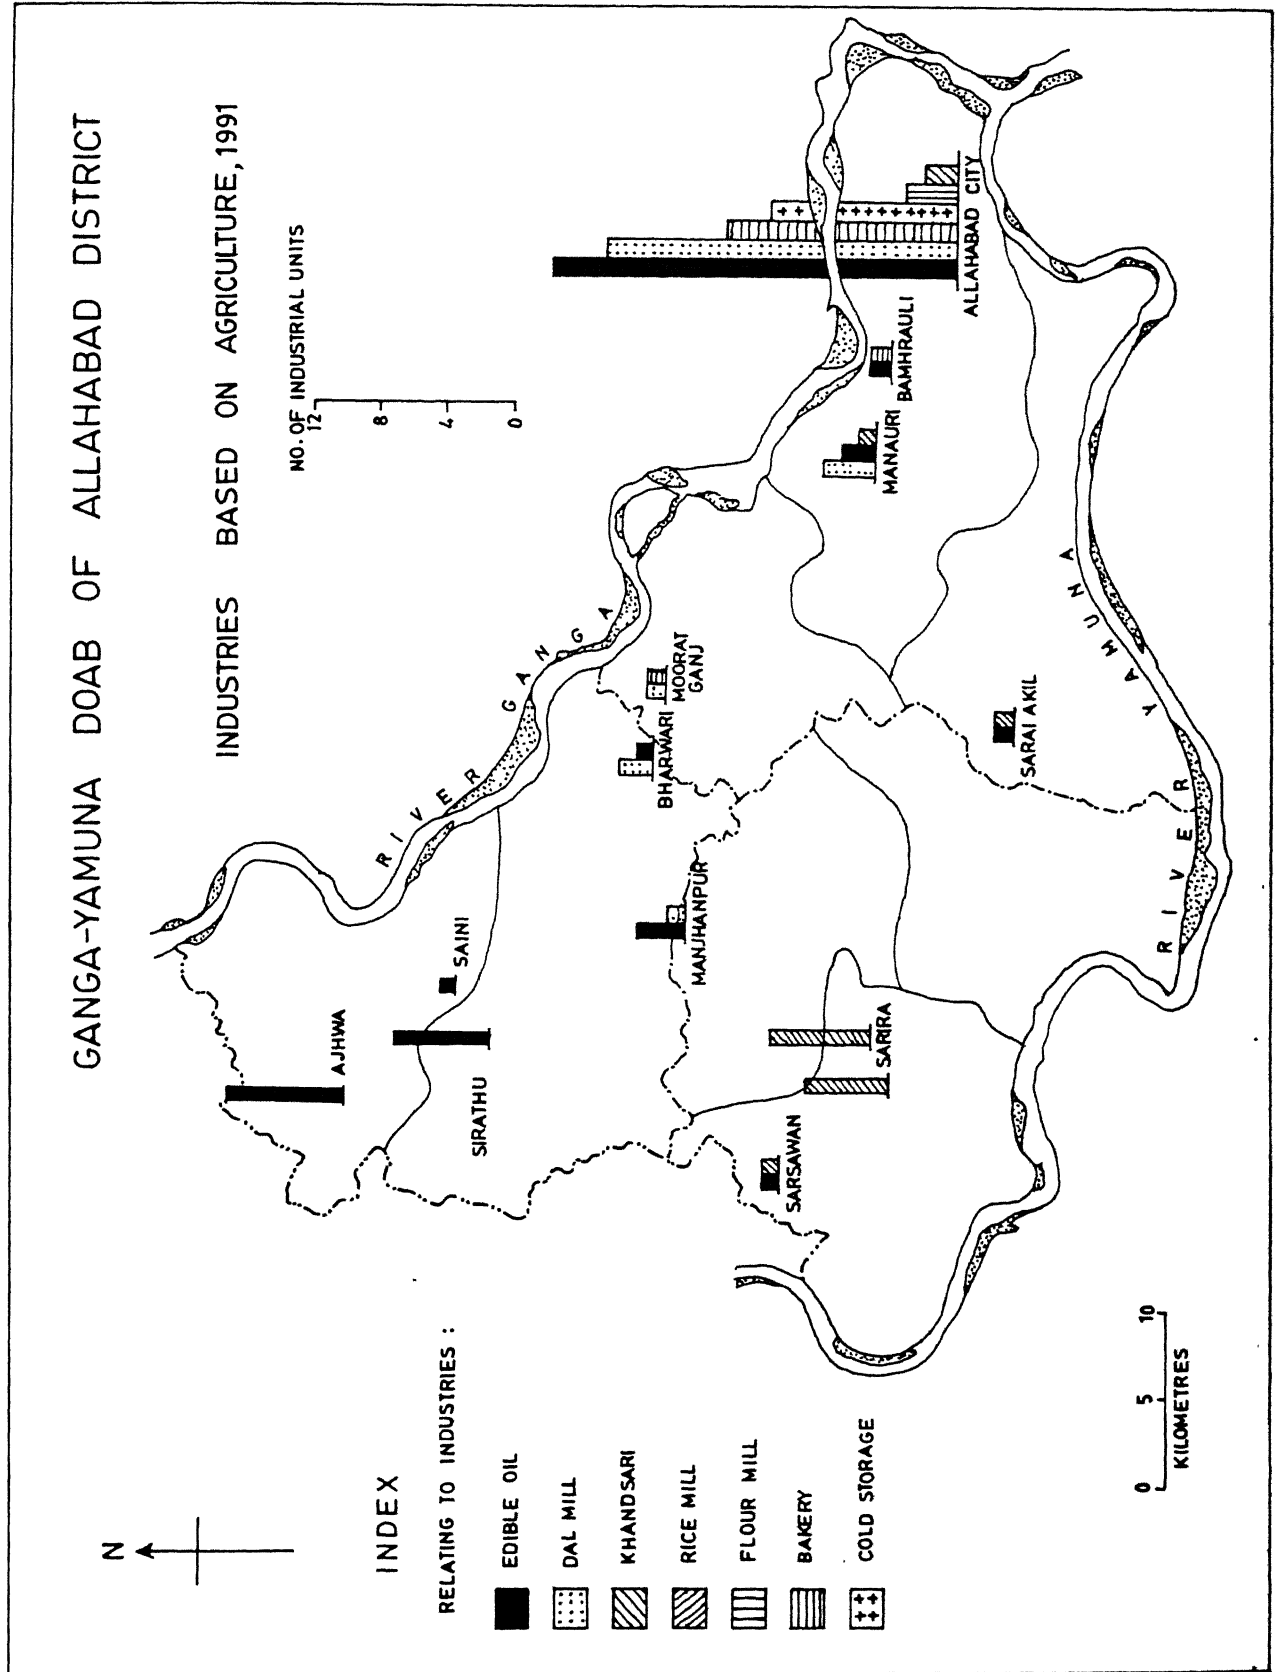 GANGA-YAMUNA DOAB OF ALLAHABAD DISTRICT
INDUSTRIES BASED ON AGRICULTURE, 1991
NO. OF INDUSTRIAL UNITS
12
8
4
0
N
RIVER GANGA
AJHWA
SAINI
SIRATHU
BHARWARI
MOORAT
GANJ
MANJHANPUR
MANAURI
BAMHRAULI
ALLAHABAD CITY
SARSAWAN
SARIRA
SARAI AKIL
RIVER YAMUNA
INDEX
RELATING TO INDUSTRIES :
EDIBLE OIL
DAL MILL
KHANDSARI
RICE MILL
FLOUR MILL
BAKERY
COLD STORAGE
0 5 10
KILOMETRES